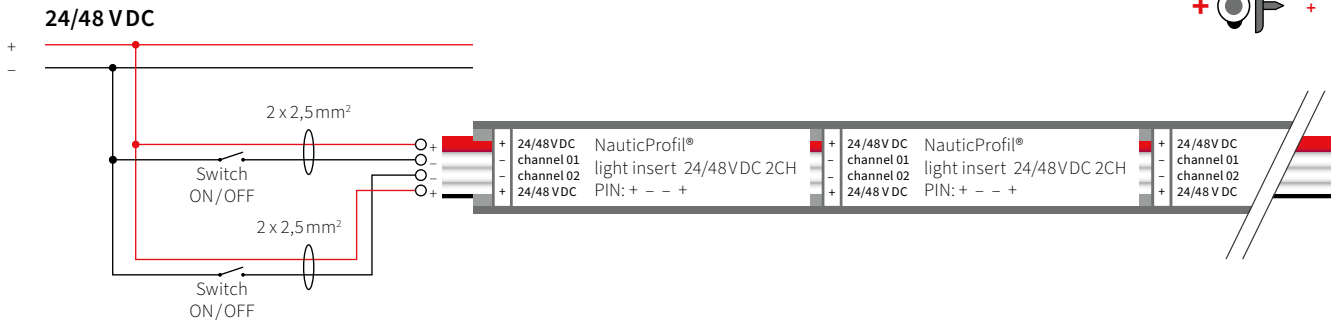 24/48 V DC
+ +
+
–
2 x 2,5 mm²
Switch
ON/OFF
2 x 2,5 mm²
Switch
ON/OFF
+
–
–
+
+ 24/48 V DC
– channel 01
– channel 02
+ 24/48 V DC
NauticProfil®
light insert 24/48 V DC 2CH
PIN: + – – +
+ 24/48 V DC
– channel 01
– channel 02
+ 24/48 V DC
NauticProfil®
light insert 24/48 V DC 2CH
PIN: + – – +
+ 24/48 V DC
– channel 01
– channel 02
+ 24/48 V DC